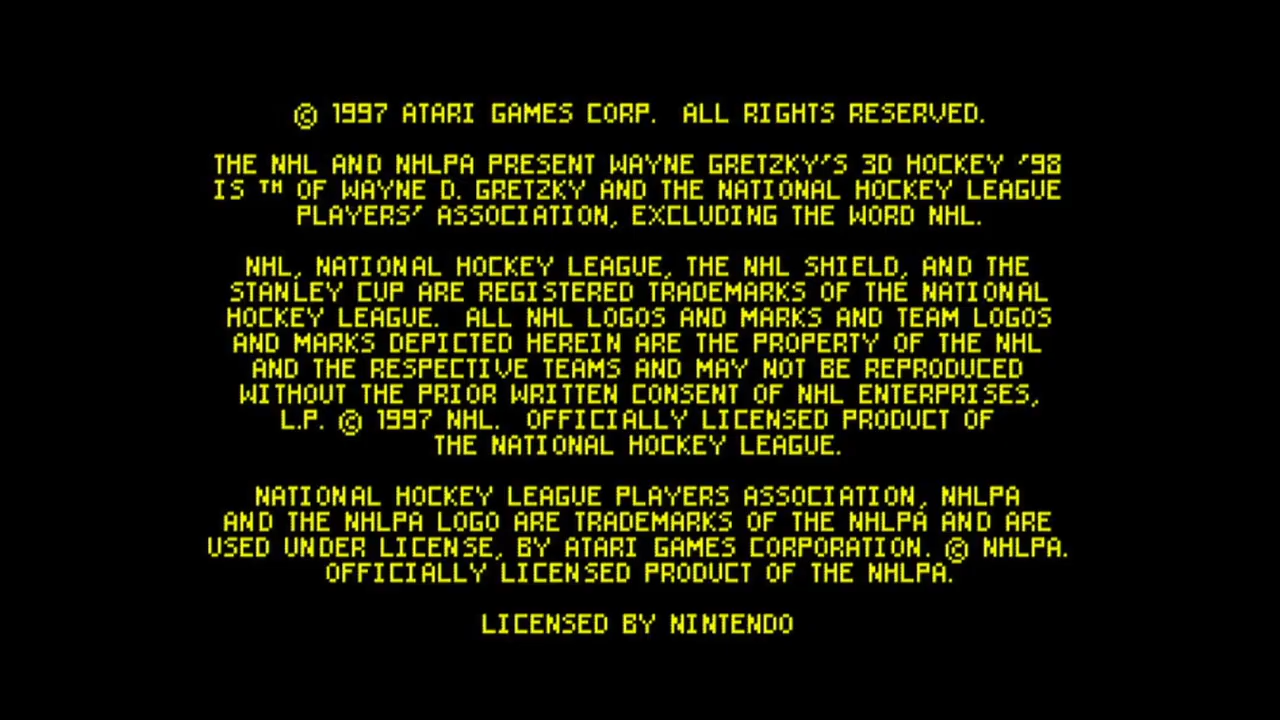 © 1997 ATARI GAMES CORP.  ALL RIGHTS RESERVED.
THE NHL AND NHLPA PRESENT WAYNE GRETZKY'S 3D HOCKEY '98
IS ™ OF WAYNE D. GRETZKY AND THE NATIONAL HOCKEY LEAGUE
PLAYERS' ASSOCIATION, EXCLUDING THE WORD NHL.
NHL, NATIONAL HOCKEY LEAGUE, THE NHL SHIELD, AND THE
STANLEY CUP ARE REGISTERED TRADEMARKS OF THE NATIONAL
HOCKEY LEAGUE.  ALL NHL LOGOS AND MARKS AND TEAM LOGOS
AND MARKS DEPICTED HEREIN ARE THE PROPERTY OF THE NHL
AND THE RESPECTIVE TEAMS AND MAY NOT BE REPRODUCED
WITHOUT THE PRIOR WRITTEN CONSENT OF NHL ENTERPRISES,
L.P. © 1997 NHL.  OFFICIALLY LICENSED PRODUCT OF
THE NATIONAL HOCKEY LEAGUE.
NATIONAL HOCKEY LEAGUE PLAYERS ASSOCIATION, NHLPA
AND THE NHLPA LOGO ARE TRADEMARKS OF THE NHLPA AND ARE
USED UNDER LICENSE, BY ATARI GAMES CORPORATION. © NHLPA.
OFFICIALLY LICENSED PRODUCT OF THE NHLPA.
LICENSED BY NINTENDO